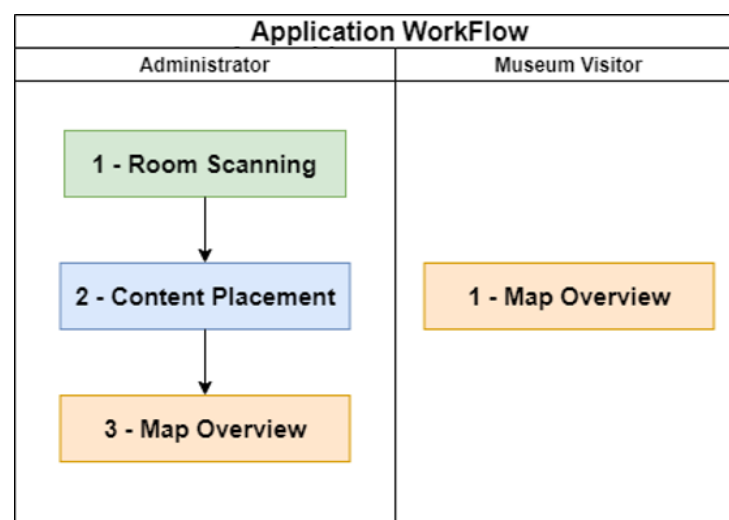 Application WorkFlow
Administrator
Museum Visitor
1 - Room Scanning
2 - Content Placement
1 - Map Overview
3 - Map Overview